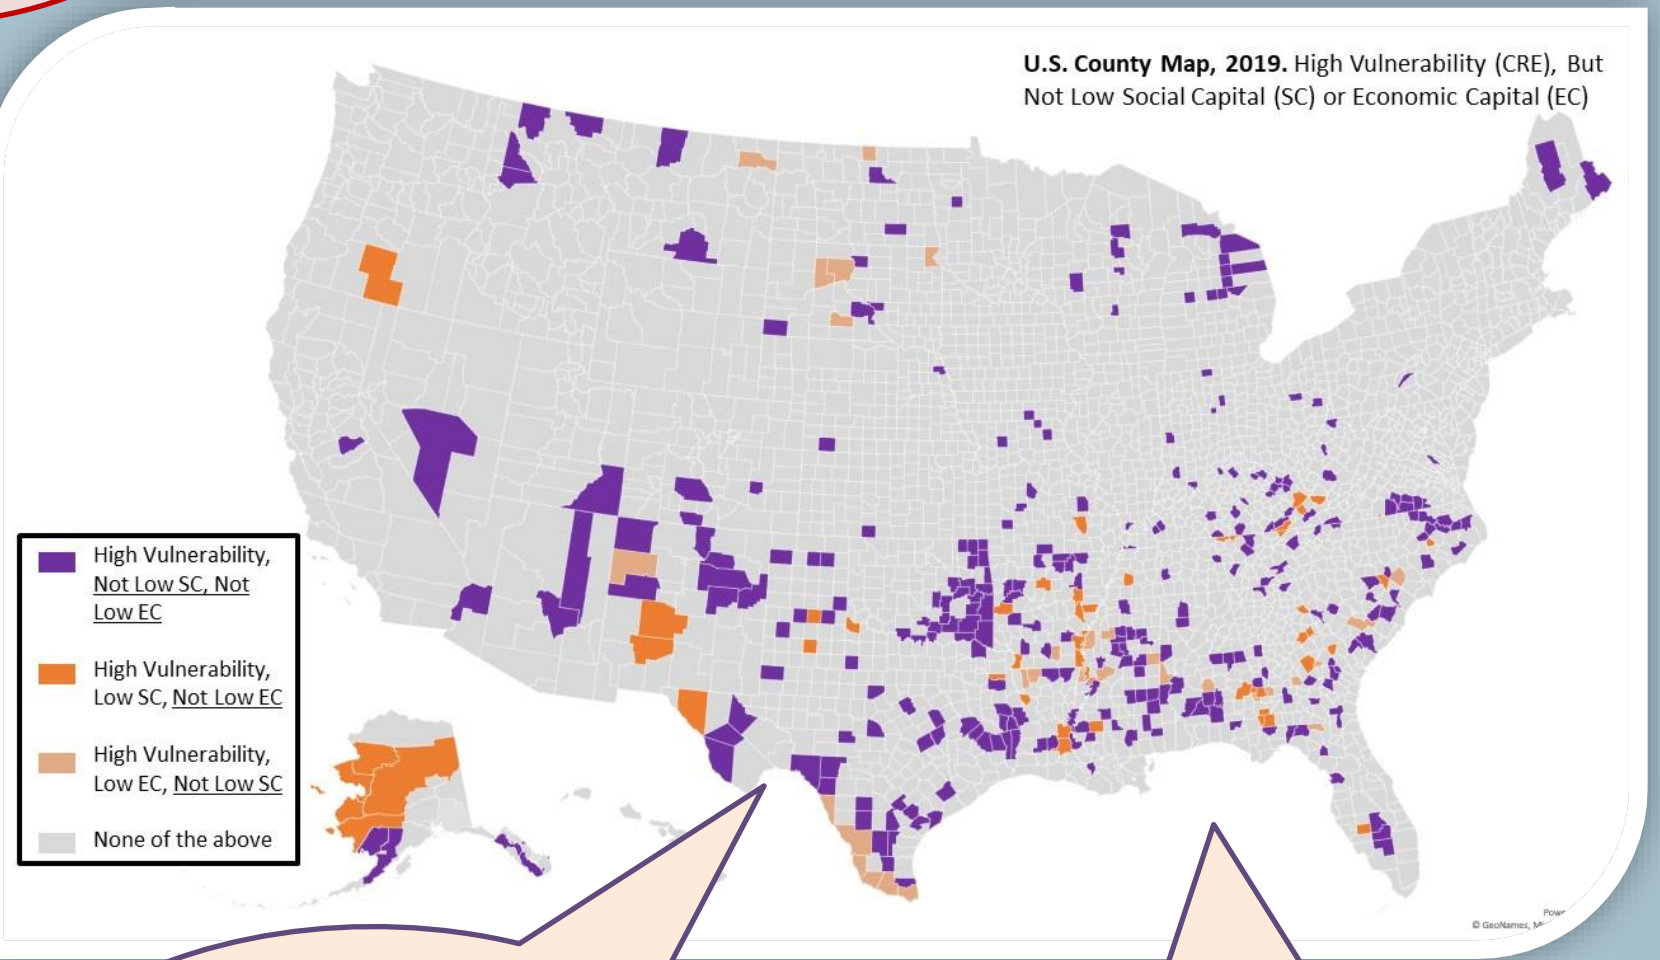 U.S. County Map, 2019. High Vulnerability (CRE), But
Not Low Social Capital (SC) or Economic Capital (EC)
High Vulnerability,
Not Low SC, Not
Low EC
High Vulnerability,
Low SC, Not Low EC
High Vulnerability,
Low EC, Not Low SC
None of the above
© GeoNames,